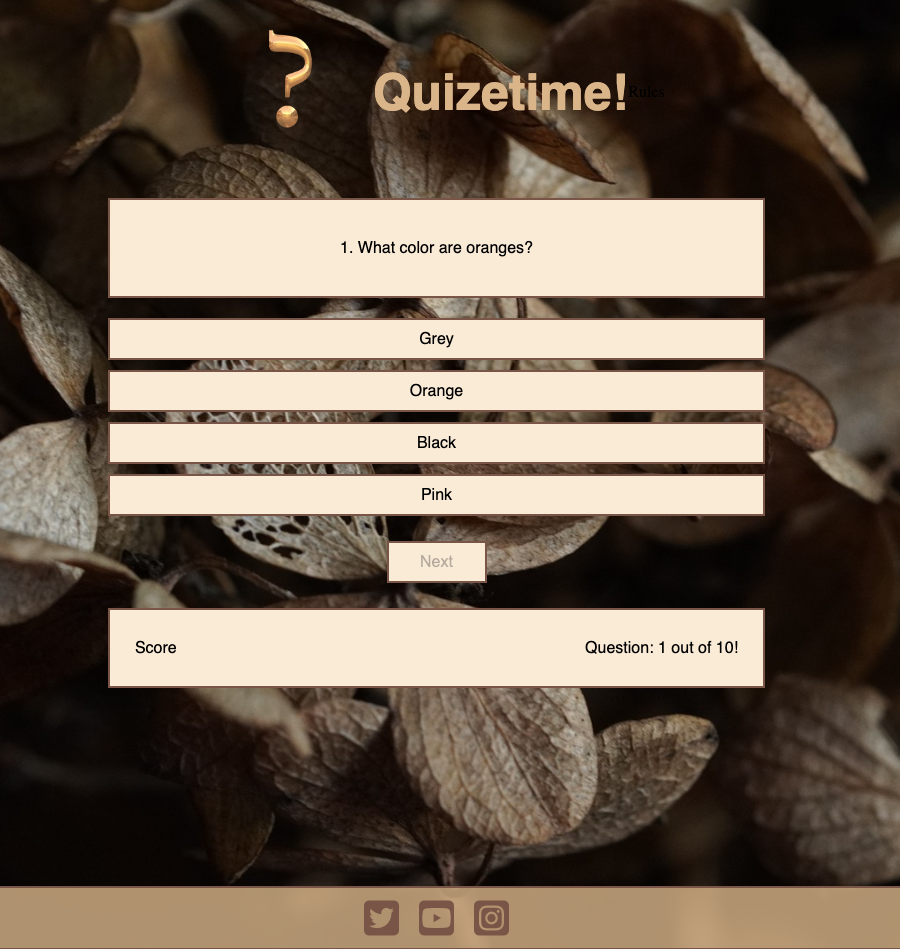 Quizetime!
Rules
1. What color are oranges?
Grey
Orange
Black
Pink
Next
Score
Question: 1 out of 10!